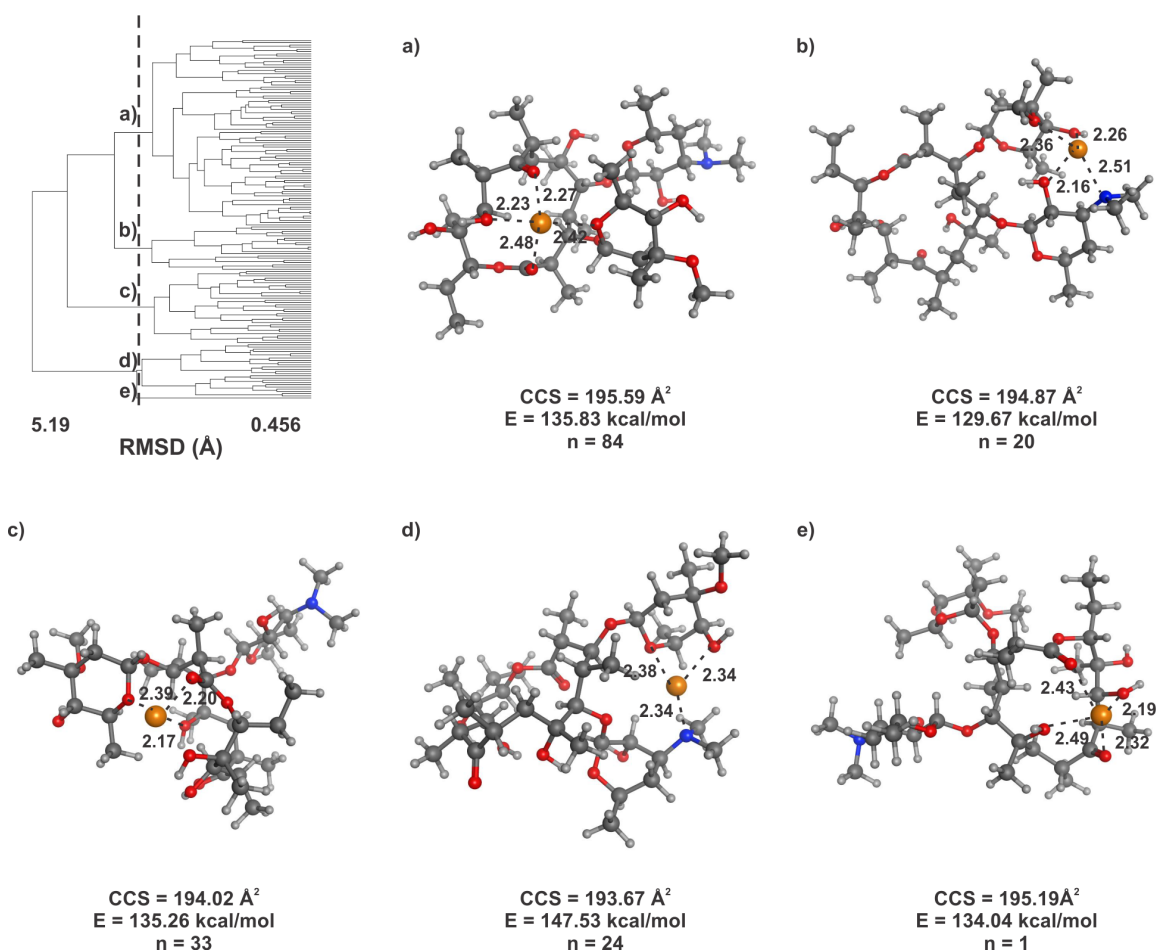 a)
b)
c)
d)
e)
5.19
0.456
RMSD (Å)
a)
2.23
2.27
2.48
2.42
CCS = 195.59 Å²
E = 135.83 kcal/mol
n = 84
b)
2.36
2.26
2.51
2.16
CCS = 194.87 Å²
E = 129.67 kcal/mol
n = 20
c)
2.39
2.20
2.17
CCS = 194.02 Å²
E = 135.26 kcal/mol
n = 33
d)
2.38
2.34
2.34
CCS = 193.67 Å²
E = 147.53 kcal/mol
n = 24
e)
2.43
2.19
2.49
2.32
CCS = 195.19Å²
E = 134.04 kcal/mol
n = 1